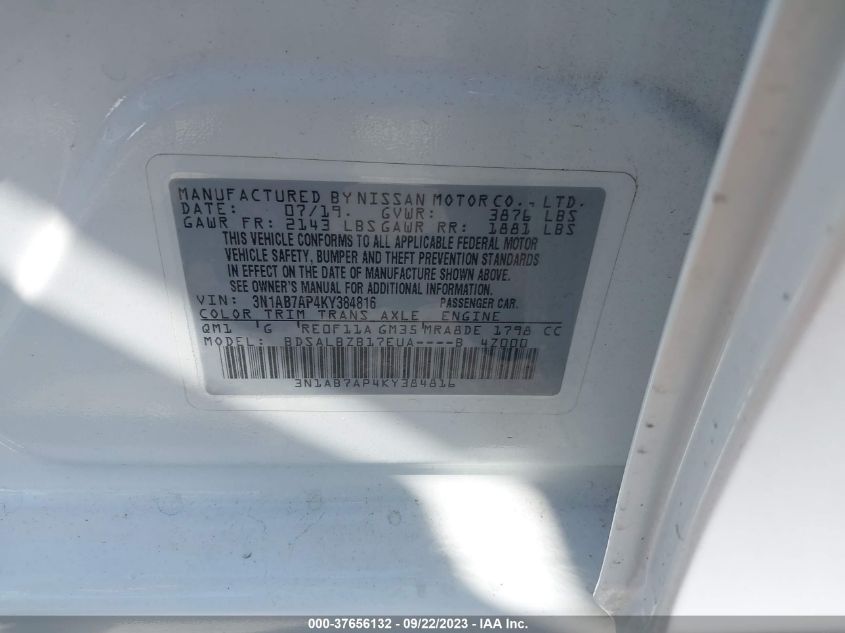 MANUFACTURED BY NISSAN MOTOR CO., LTD.
DATE: 07/19. GVWR: 3876 LBS
GAWR FR: 2143 LBS GAWR RR: 1881 LBS
THIS VEHICLE CONFORMS TO ALL APPLICABLE FEDERAL MOTOR
VEHICLE SAFETY, BUMPER AND THEFT PREVENTION STANDARDS
IN EFFECT ON THE DATE OF MANUFACTURE SHOWN ABOVE.
SEE OWNER'S MANUAL FOR ADDITIONAL INFORMATION.
VIN: 3N1AB7AP4KY384816 PASSENGER CAR.
COLOR TRIM TRANS AXLE ENGINE
QM1 G RE0F11A GM35 MRA8DE 1798 CC
MODEL: BDSALBZB17EUA----B 4Z000
3N1AB7AP4KY384816
000-37656132 - 09/22/2023 - IAA Inc.